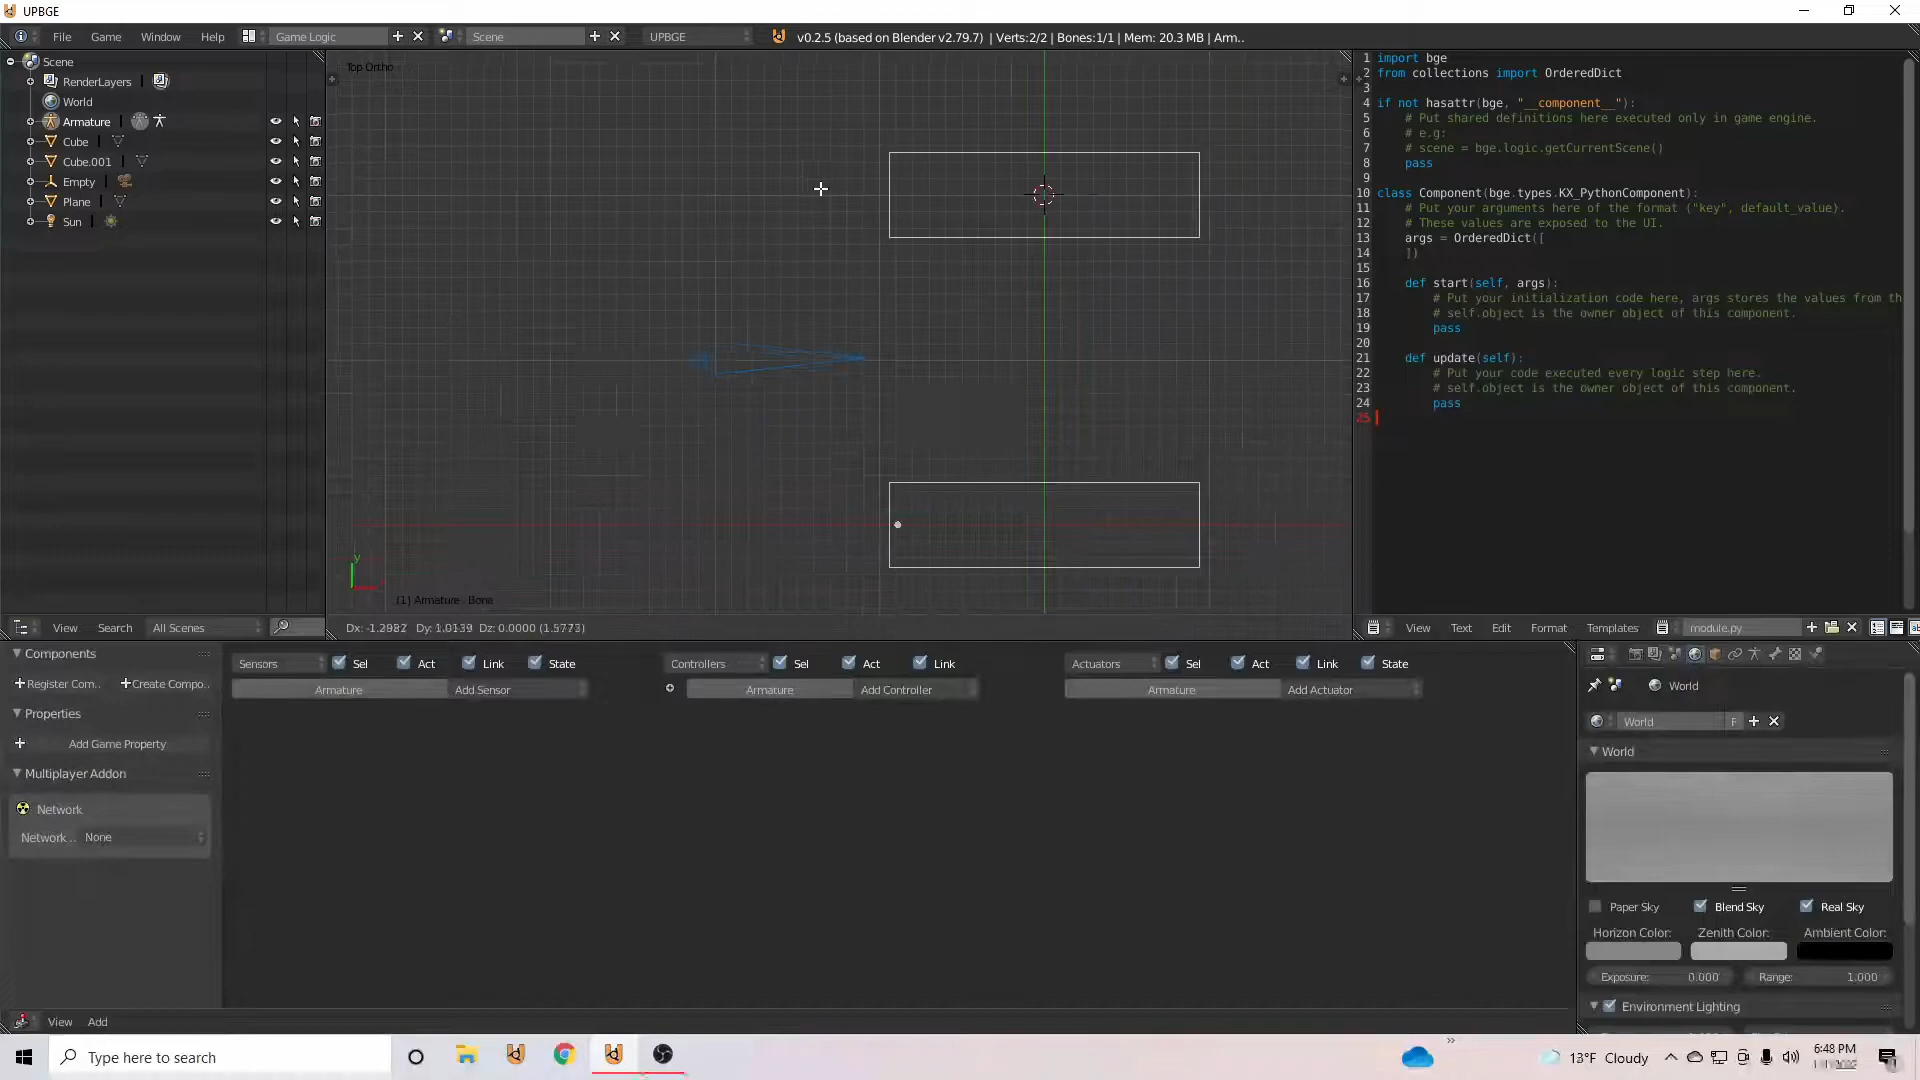 UPBGE
File Game Window Help Game Logic Scene UPBGE v0.2.5 (based on Blender v2.79.7) | Verts:2/2 | Bones:1/1 | Mem: 20.3 MB | Arm..
Scene
RenderLayers
World
Armature
Cube
Cube.001
Empty
Plane
Sun
View Search All Scenes
Top Ortho
y
(1) Armature : Bone
Dx: -1.2982 Dy: 1.0139 Dz: 0.0000 (1.5773)
1 import bge
2 from collections import OrderedDict
3
4 if not hasattr(bge, "__component__"):
5 # Put shared definitions here executed only in game engine.
6 # e.g:
7 # scene = bge.logic.getCurrentScene()
8 pass
9
10 class Component(bge.types.KX_PythonComponent):
11 # Put your arguments here of the format ("key", default_value).
12 # These values are exposed to the UI.
13 args = OrderedDict([
14 ])
15
16 def start(self, args):
17 # Put your initialization code here, args stores the values from th
18 # self.object is the owner object of this component.
19 pass
20
21 def update(self):
22 # Put your code executed every logic step here.
23 # self.object is the owner object of this component.
24 pass
25
View Text Edit Format Templates module.py
Components
Register Com.. Create Compo..
Properties
Add Game Property
Multiplayer Addon
Network
Network .. None
Sensors Sel Act Link State
Armature Add Sensor
Controllers Sel Act Link
Armature Add Controller
Actuators Sel Act Link State
Armature Add Actuator
View Add
World
World F
World
Paper Sky Blend Sky Real Sky
Horizon Color: Zenith Color: Ambient Color:
Exposure: 0.000 Range: 1.000
Environment Lighting
Type here to search
13°F Cloudy
6:48 PM